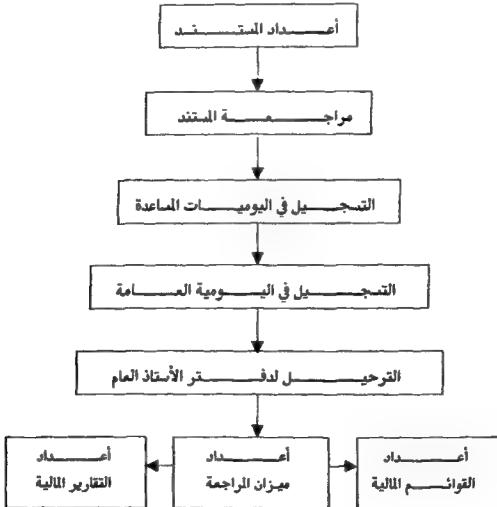 أعداد المستند
مراجعة المستند
التسجيل في اليوميات المساعدة
التسجيل في اليومية العامة
الترحيل لدفتر الأستاذ العام
أعداد
القوائم المالية
أعداد
ميزان المراجعة
أعداد
التقارير المالية